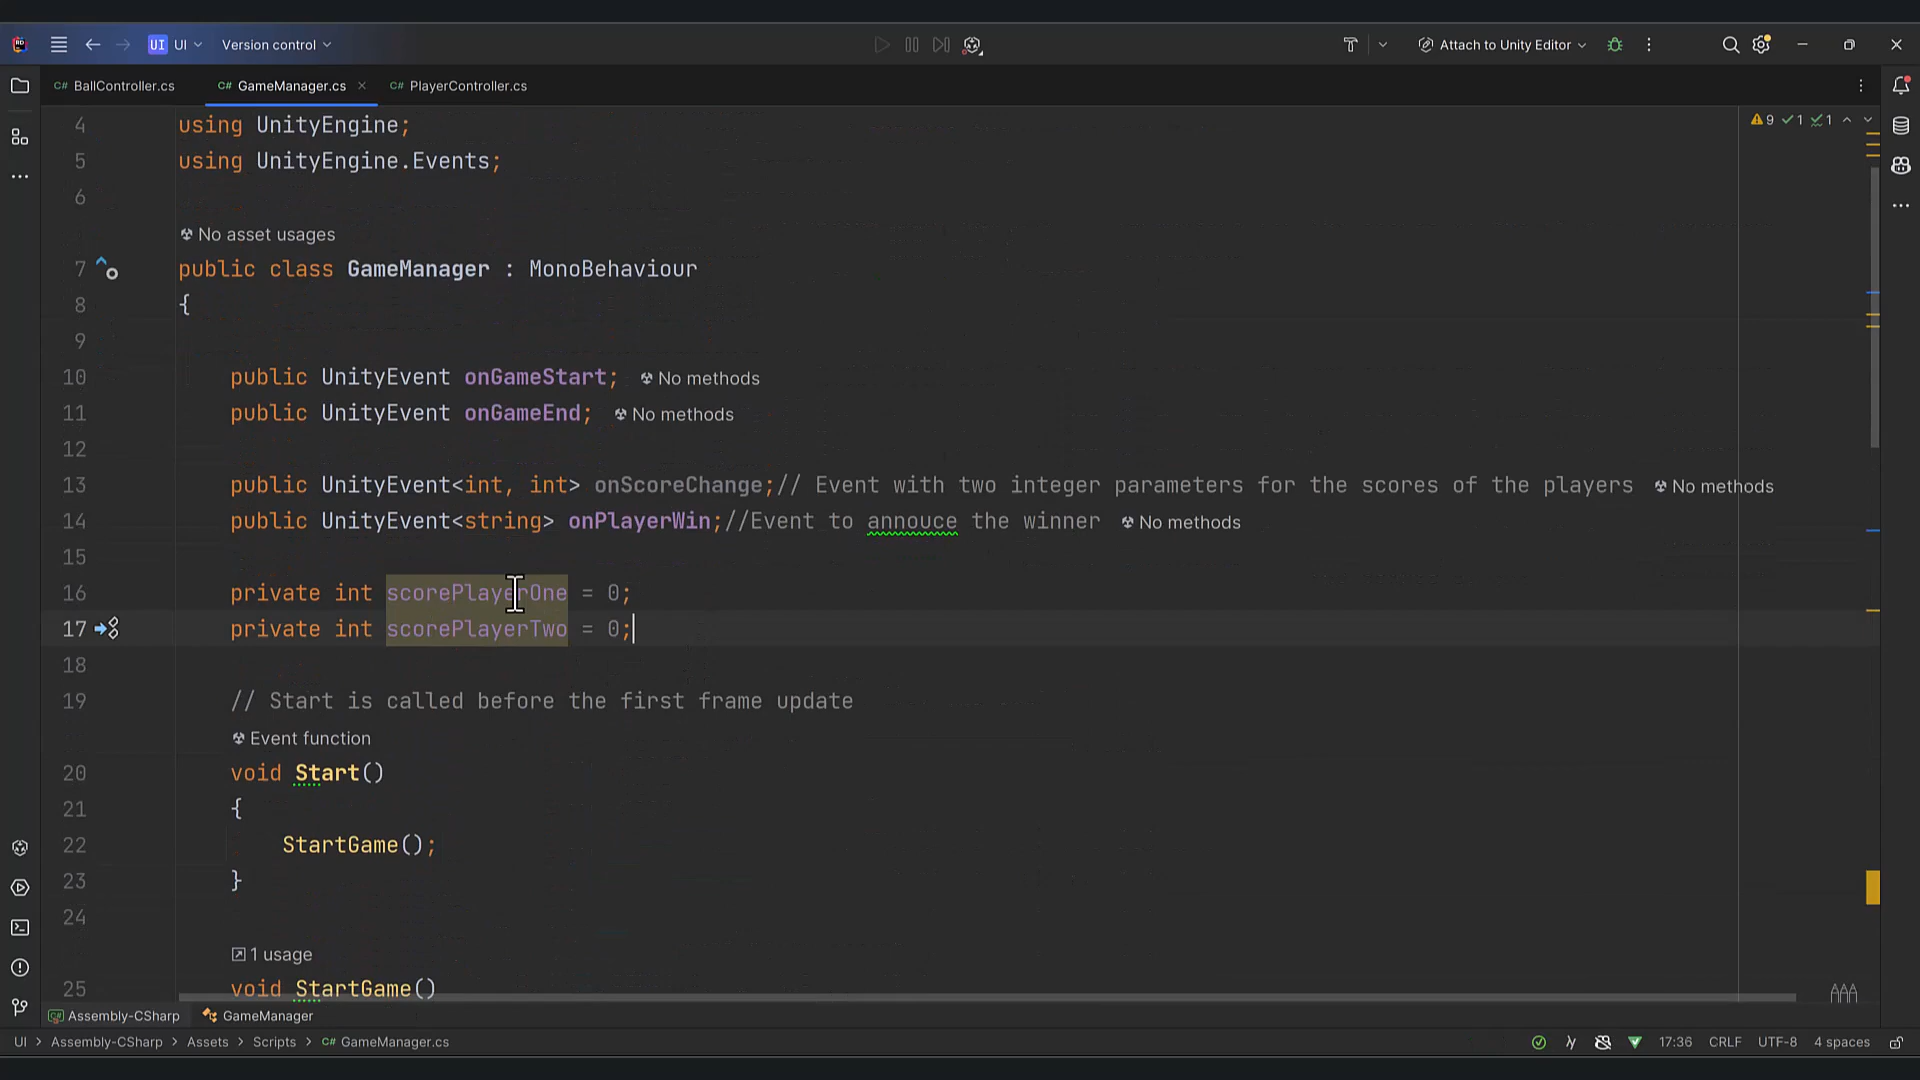 UI UI Version control Attach to Unity Editor
C# BallController.cs C# GameManager.cs C# PlayerController.cs
9 1 1
4 using UnityEngine;
5 using UnityEngine.Events;
6
No asset usages
7 public class GameManager : MonoBehaviour
8 {
9
10 public UnityEvent onGameStart; No methods
11 public UnityEvent onGameEnd; No methods
12
13 public UnityEvent<int, int> onScoreChange;// Event with two integer parameters for the scores of the players No methods
14 public UnityEvent<string> onPlayerWin;//Event to annouce the winner No methods
15
16 private int scorePlayerOne = 0;
17 private int scorePlayerTwo = 0;
18
19 // Start is called before the first frame update
Event function
20 void Start()
21 {
22 StartGame();
23 }
24
1 usage
25 void StartGame()
Assembly-CSharp GameManager
UI > Assembly-CSharp > Assets > Scripts > C# GameManager.cs 17:36 CRLF UTF-8 4 spaces